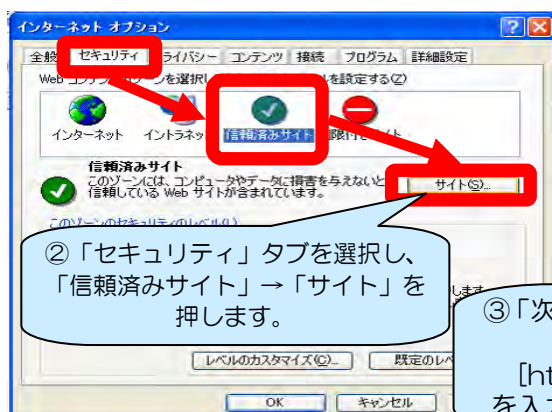 インターネット オプション
全般 セキュリティ ライバシー コンテンツ 接続 プログラム 詳細設定
Web を選択し を設定する(Z)
インターネット イントラネッ 信頼済みサイト 限付 サイト
信頼済みサイト
このゾーンには、コンピュータやデータに損害を与えないと
信頼している Web サイトが含まれています。
サイト(S)...
このゾーンのセキュリティのレベル(L)
②「セキュリティ」タブを選択し、
「信頼済みサイト」→「サイト」を
押します。
します
③「次
[ht
を入
レベルのカスタマイズ(C)... 既定のレベ
OK キャンセル